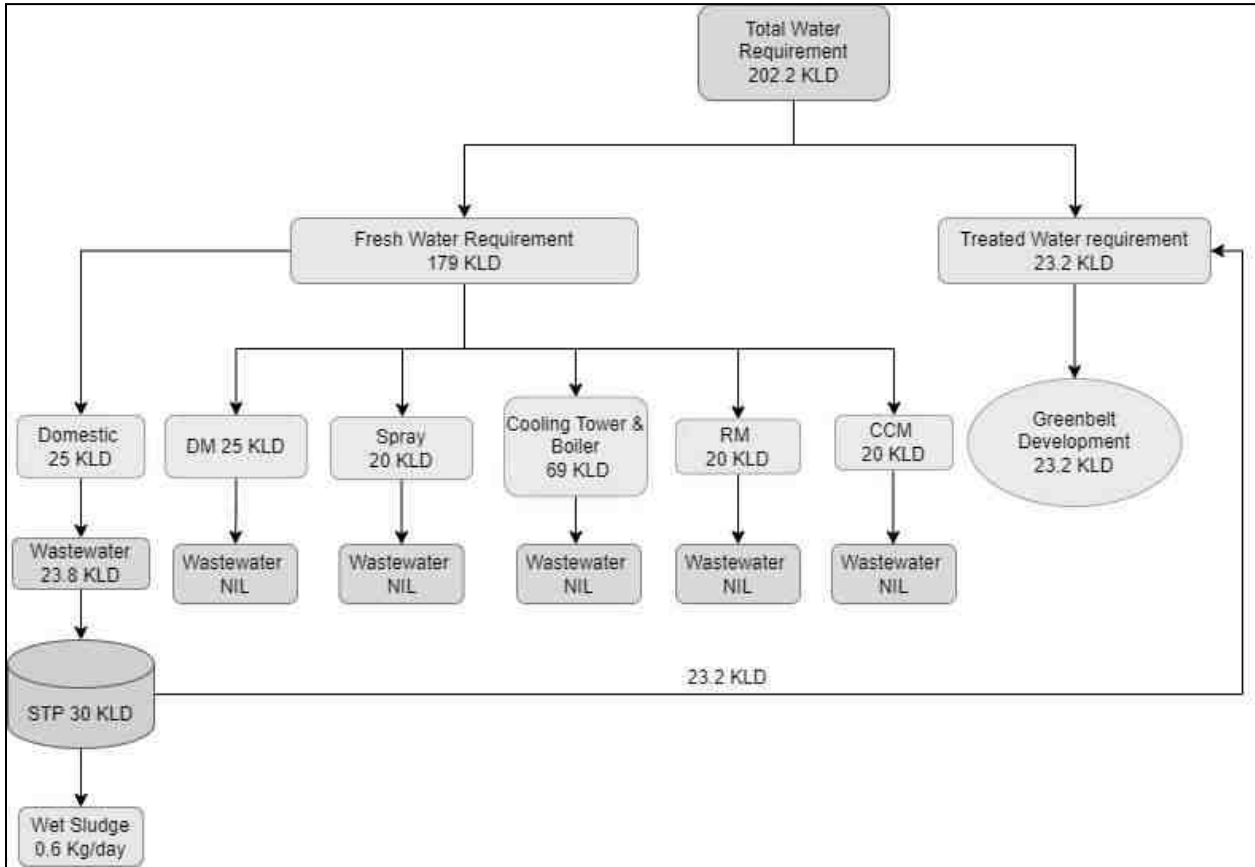 Total Water
Requirement
202.2 KLD
Fresh Water Requirement
179 KLD
Treated Water requirement
23.2 KLD
Domestic
25 KLD
DM 25 KLD
Spray
20 KLD
Cooling Tower &
Boiler
69 KLD
RM
20 KLD
CCM
20 KLD
Greenbelt
Development
23.2 KLD
Wastewater
23.8 KLD
Wastewater
NIL
Wastewater
NIL
Wastewater
NIL
Wastewater
NIL
Wastewater
NIL
23.2 KLD
STP 30 KLD
Wet Sludge
0.6 Kg/day